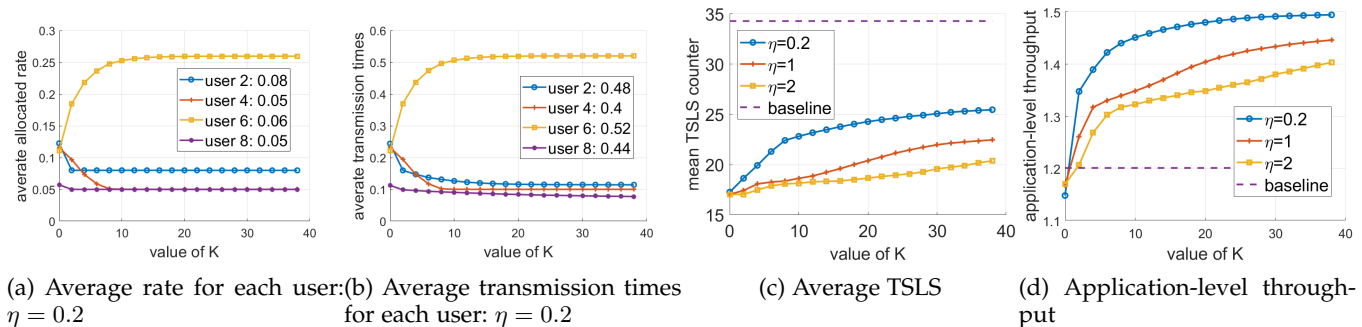 average allocated rate
0.3
0.25
0.2
0.15
0.1
0.05
0
user 2: 0.08
user 4: 0.05
user 6: 0.06
user 8: 0.05
0 10 20 30 40
value of K
(a) Average rate for each user:
η = 0.2
average transmission times
0.6
0.5
0.4
0.3
0.2
0.1
0
user 2: 0.48
user 4: 0.4
user 6: 0.52
user 8: 0.44
0 10 20 30 40
value of K
(b) Average transmission times
for each user: η = 0.2
mean TSLS counter
35
30
25
20
15
η=0.2
η=1
η=2
baseline
0 10 20 30 40
value of K
(c) Average TSLS
application-level throughput
1.5
1.4
1.3
1.2
1.1
η=0.2
η=1
η=2
baseline
0 10 20 30 40
value of K
(d) Application-level through-
put